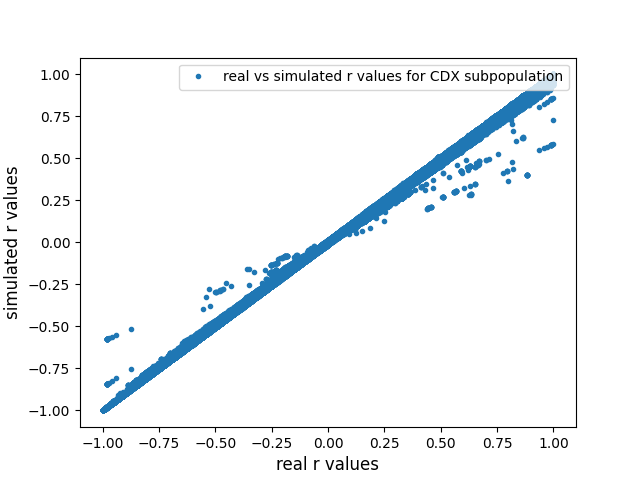 real vs simulated r values for CDX subpopulation
simulated r values
1.00
0.75
0.50
0.25
0.00
−0.25
−0.50
−0.75
−1.00
−1.00 −0.75 −0.50 −0.25 0.00 0.25 0.50 0.75 1.00
real r values